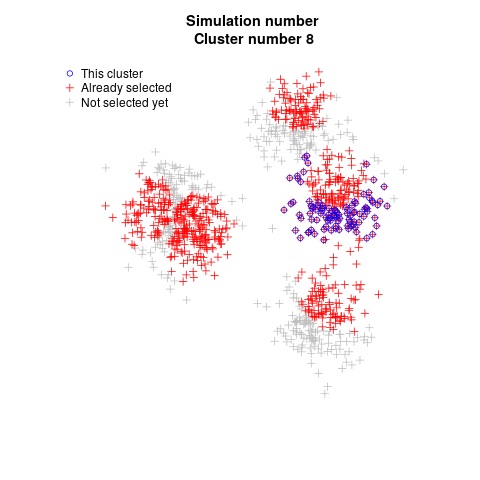 Simulation number
Cluster number 8
This cluster
Already selected
Not selected yet